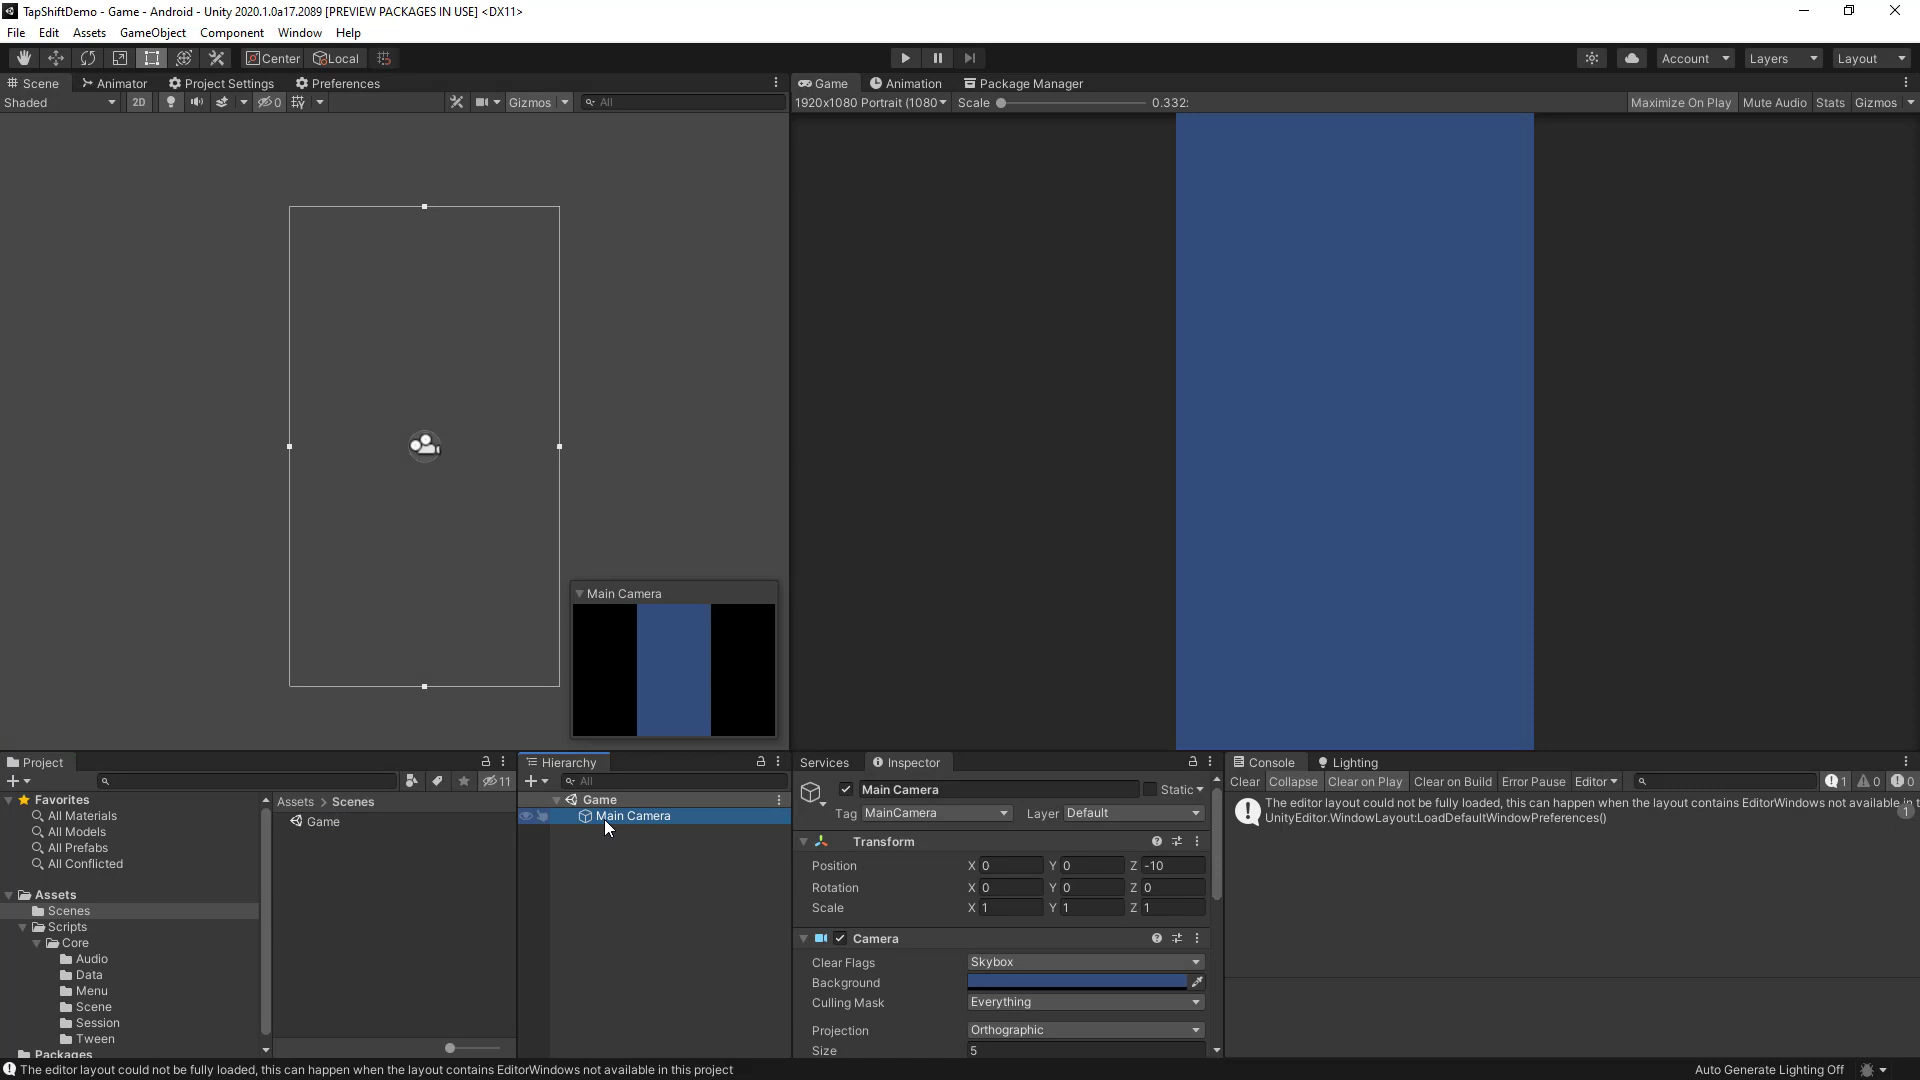 TapShiftDemo - Game - Android - Unity 2020.1.0a17.2089 [PREVIEW PACKAGES IN USE] <DX11>
File Edit Assets GameObject Component Window Help
Center Local Account Layers Layout
Scene Animator Project Settings Preferences
Shaded 2D 0 Gizmos All
Game Animation Package Manager
1920x1080 Portrait (1080 Scale 0.332: Maximize On Play Mute Audio Stats Gizmos
Main Camera
Project
11
Favorites
All Materials
All Models
All Prefabs
All Conflicted
Assets
Scenes
Scripts
Core
Audio
Data
Menu
Scene
Session
Tween
Packages
Assets > Scenes
Game
Hierarchy
All
Game
Main Camera
Services Inspector
Main Camera Static
Tag MainCamera Layer Default
Transform
Position X 0 Y 0 Z -10
Rotation X 0 Y 0 Z 0
Scale X 1 Y 1 Z 1
Camera
Clear Flags Skybox
Background
Culling Mask Everything
Projection Orthographic
Size 5
Console Lighting
Clear Collapse Clear on Play Clear on Build Error Pause Editor 1 0 0
The editor layout could not be fully loaded, this can happen when the layout contains EditorWindows not available in t
UnityEditor.WindowLayout:LoadDefaultWindowPreferences()
1
The editor layout could not be fully loaded, this can happen when the layout contains EditorWindows not available in this project
Auto Generate Lighting Off